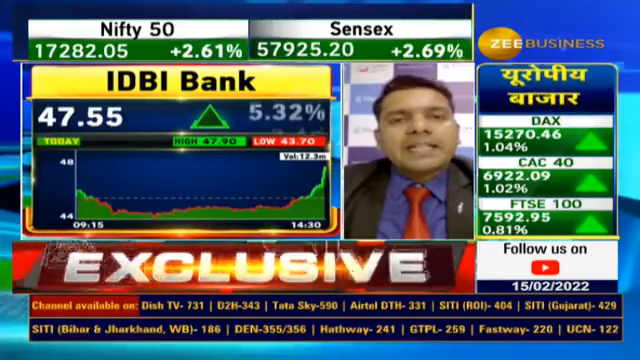 Nifty 50
17282.05 +2.61%
Sensex
57925.20 +2.69%
ZEE BUSINESS
IDBI Bank
47.55 5.32%
TODAY HIGH 47.90 LOW 43.70
Vol:12.3m
48
44
09:15 14:30
यूरोपीय
बाजार
DAX
15270.46
1.04%
CAC 40
6922.09
1.02%
FTSE 100
7592.95
0.81%
EXCLUSIVE
Follow us on
15/02/2022
Channel available on: Dish TV- 731 | D2H-343 | Tata Sky-590 | Airtel DTH- 331 | SITI (ROI)- 404 | SITI (Gujarat)- 429
SITI (Bihar & Jharkhand, WB)- 186 | DEN-355/356 | Hathway- 241 | GTPL- 259 | Fastway- 220 | UCN- 122